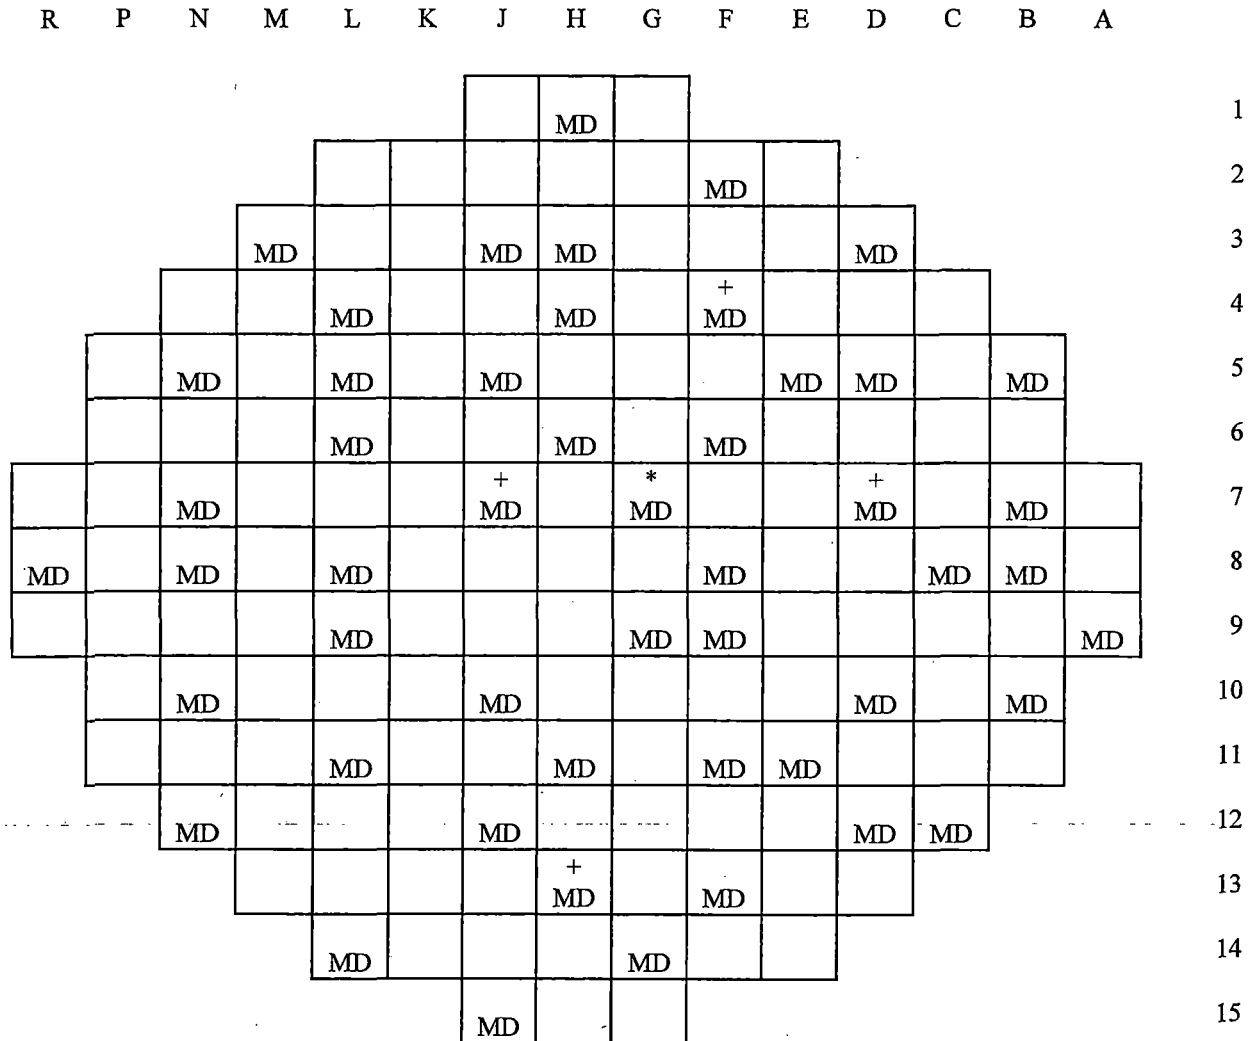 R P N M L K J H G F E D C B A
MD 1
MD 2
MD MD MD MD 3
+
MD MD MD 4
MD MD MD MD MD MD 5
MD MD MD 6
+ * +
MD MD MD MD MD 7
MD MD MD MD MD MD 8
MD MD MD MD 9
MD MD MD MD 10
MD MD MD MD 11
MD MD MD MD 12
+
MD MD 13
MD MD 14
MD 15